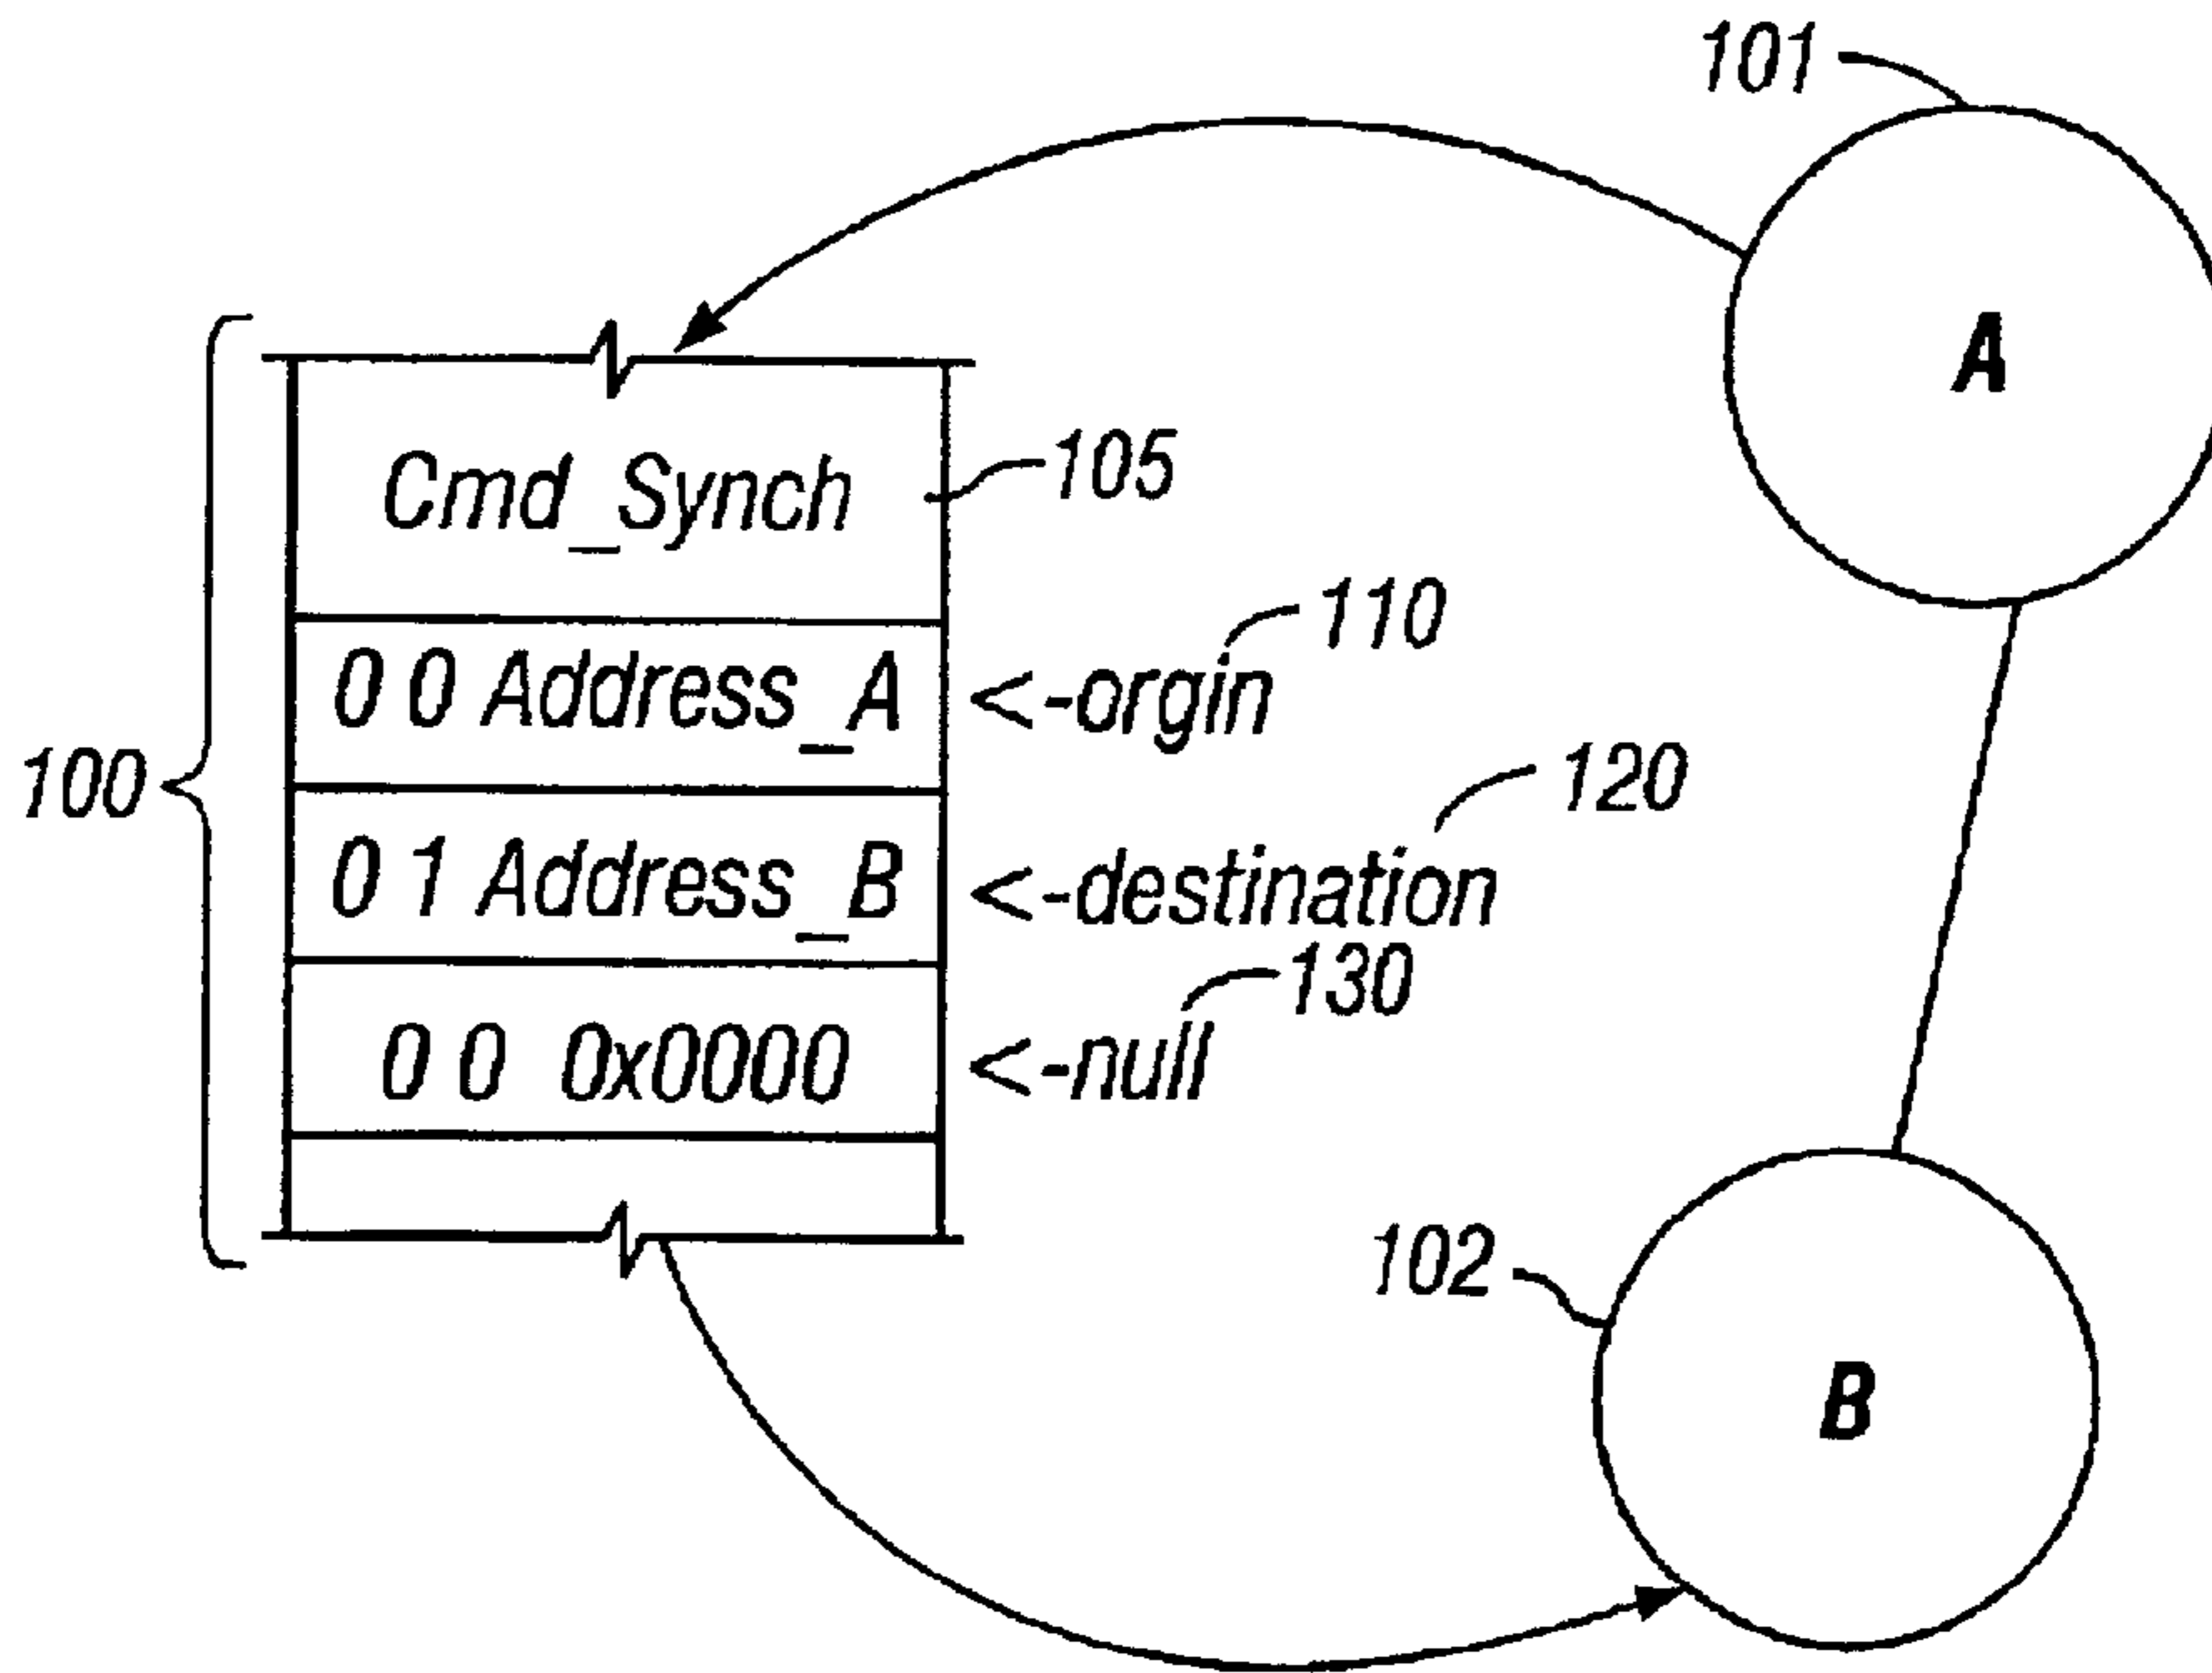 101
A
Cmd_Synch
105
110
0 0 Address_A <-orgin
100
120
0 1 Address_B <-destination
130
0 0 0x0000 <-null
102
B